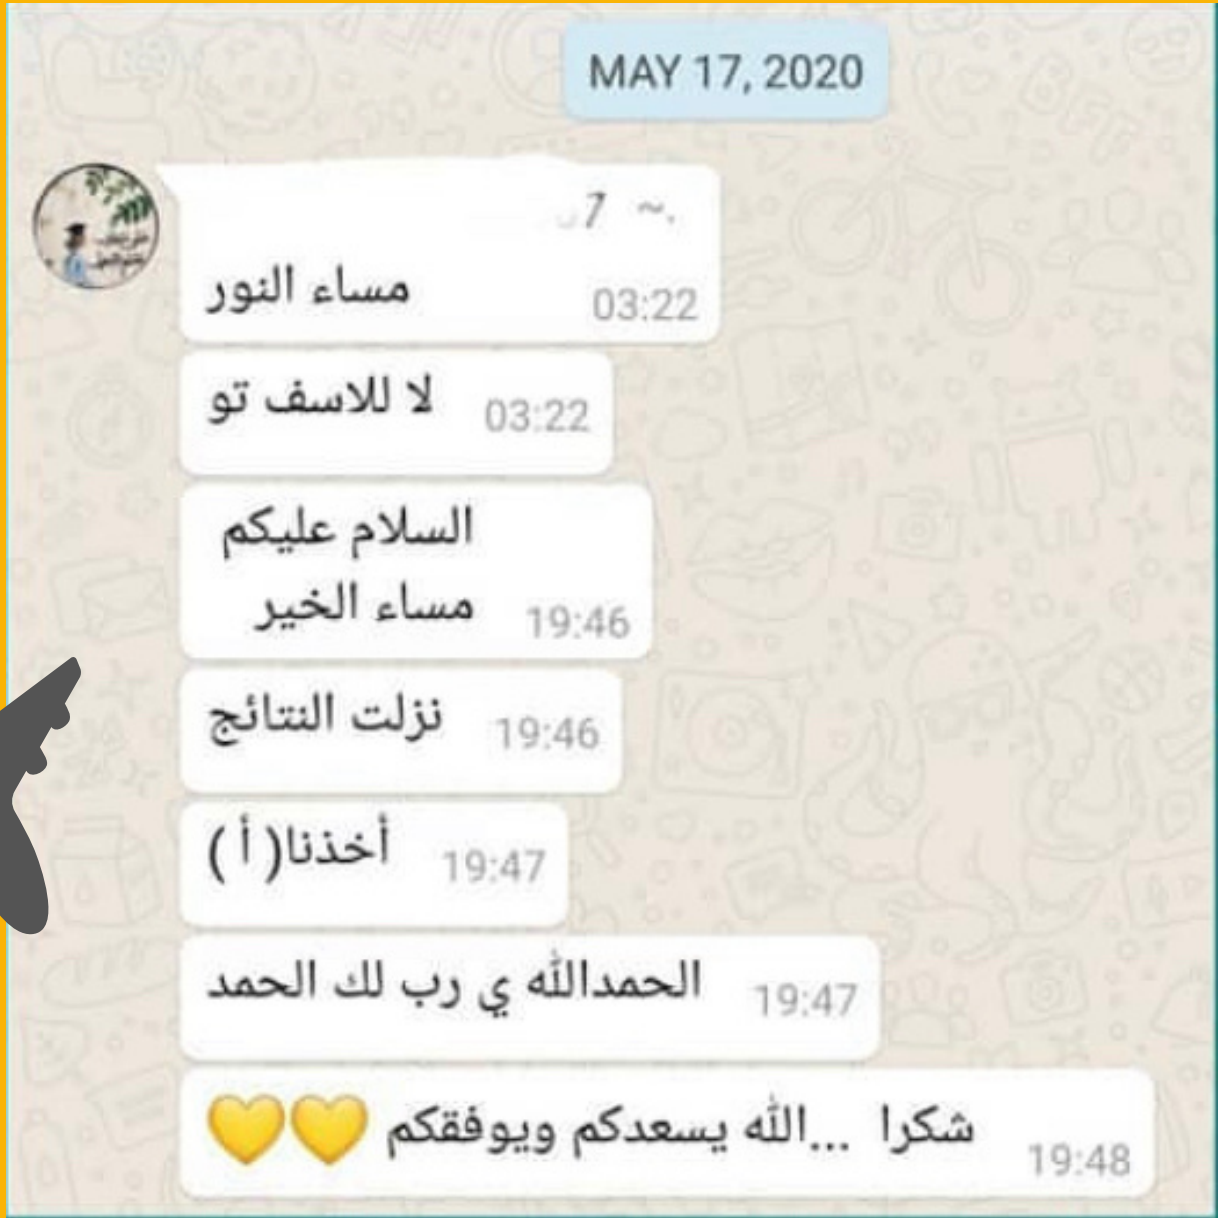 MAY 17, 2020
مساء النور
03:22
لا للاسف تو
03:22
السلام عليكم
مساء الخير
19:46
نزلت النتائج
19:46
أخذنا( أ )
19:47
الحمدالله ي رب لك الحمد
19:47
شكرا ...الله يسعدكم ويوفقكم 💛💛
19:48